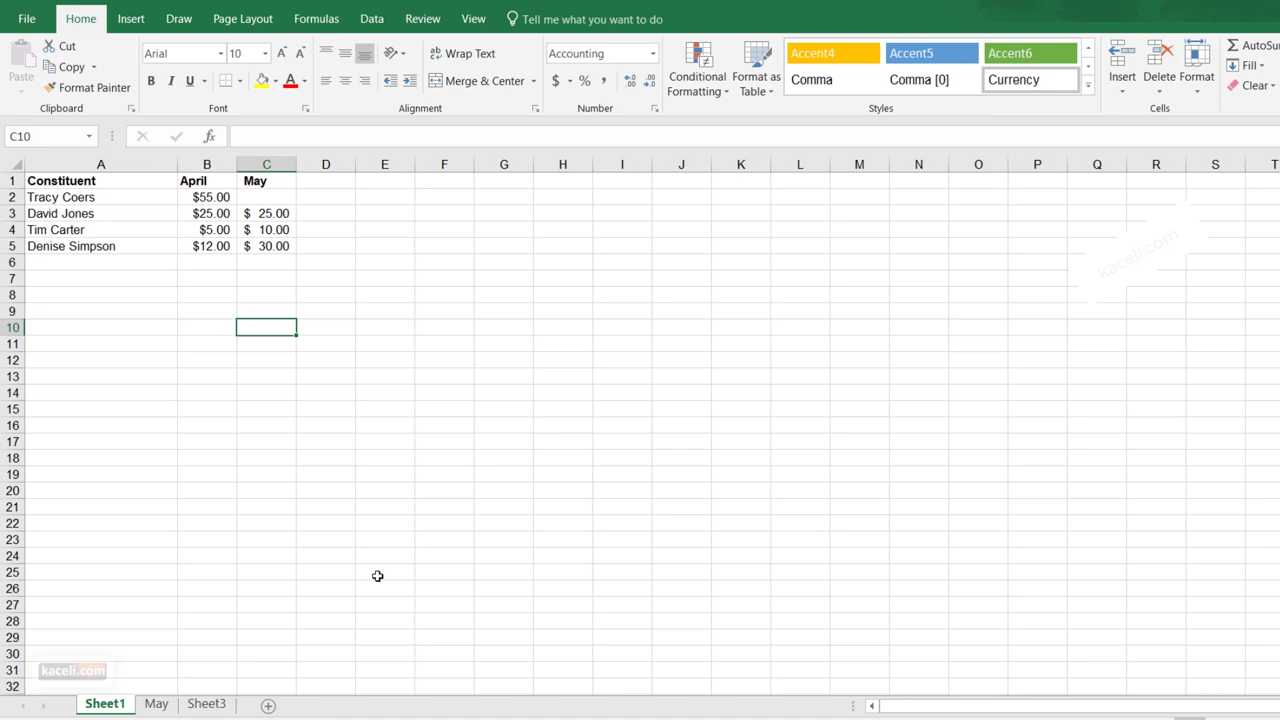 File Home Insert Draw Page Layout Formulas Data Review View Tell me what you want to do
Paste Cut Copy Format Painter Clipboard
Arial 10 A A B I U A Font
Wrap Text Merge & Center Alignment
Accounting $ % , Number
Conditional Formatting Format as Table
Accent4 Accent5 Accent6
Comma Comma [0] Currency
Styles
Insert Delete Format Cells
AutoSu
Fill
Clear
C10 fx
A B C D E F G H I J K L M N O P Q R S T
1 Constituent April May
2 Tracy Coers $55.00
3 David Jones $25.00 $ 25.00
4 Tim Carter $5.00 $ 10.00
5 Denise Simpson $12.00 $ 30.00
6
7
8
9
10
11
12
13
14
15
16
17
18
19
20
21
22
23
24
25
26
27
28
29
30
31
32
kaceli.com
kaceli.com
Sheet1 May Sheet3